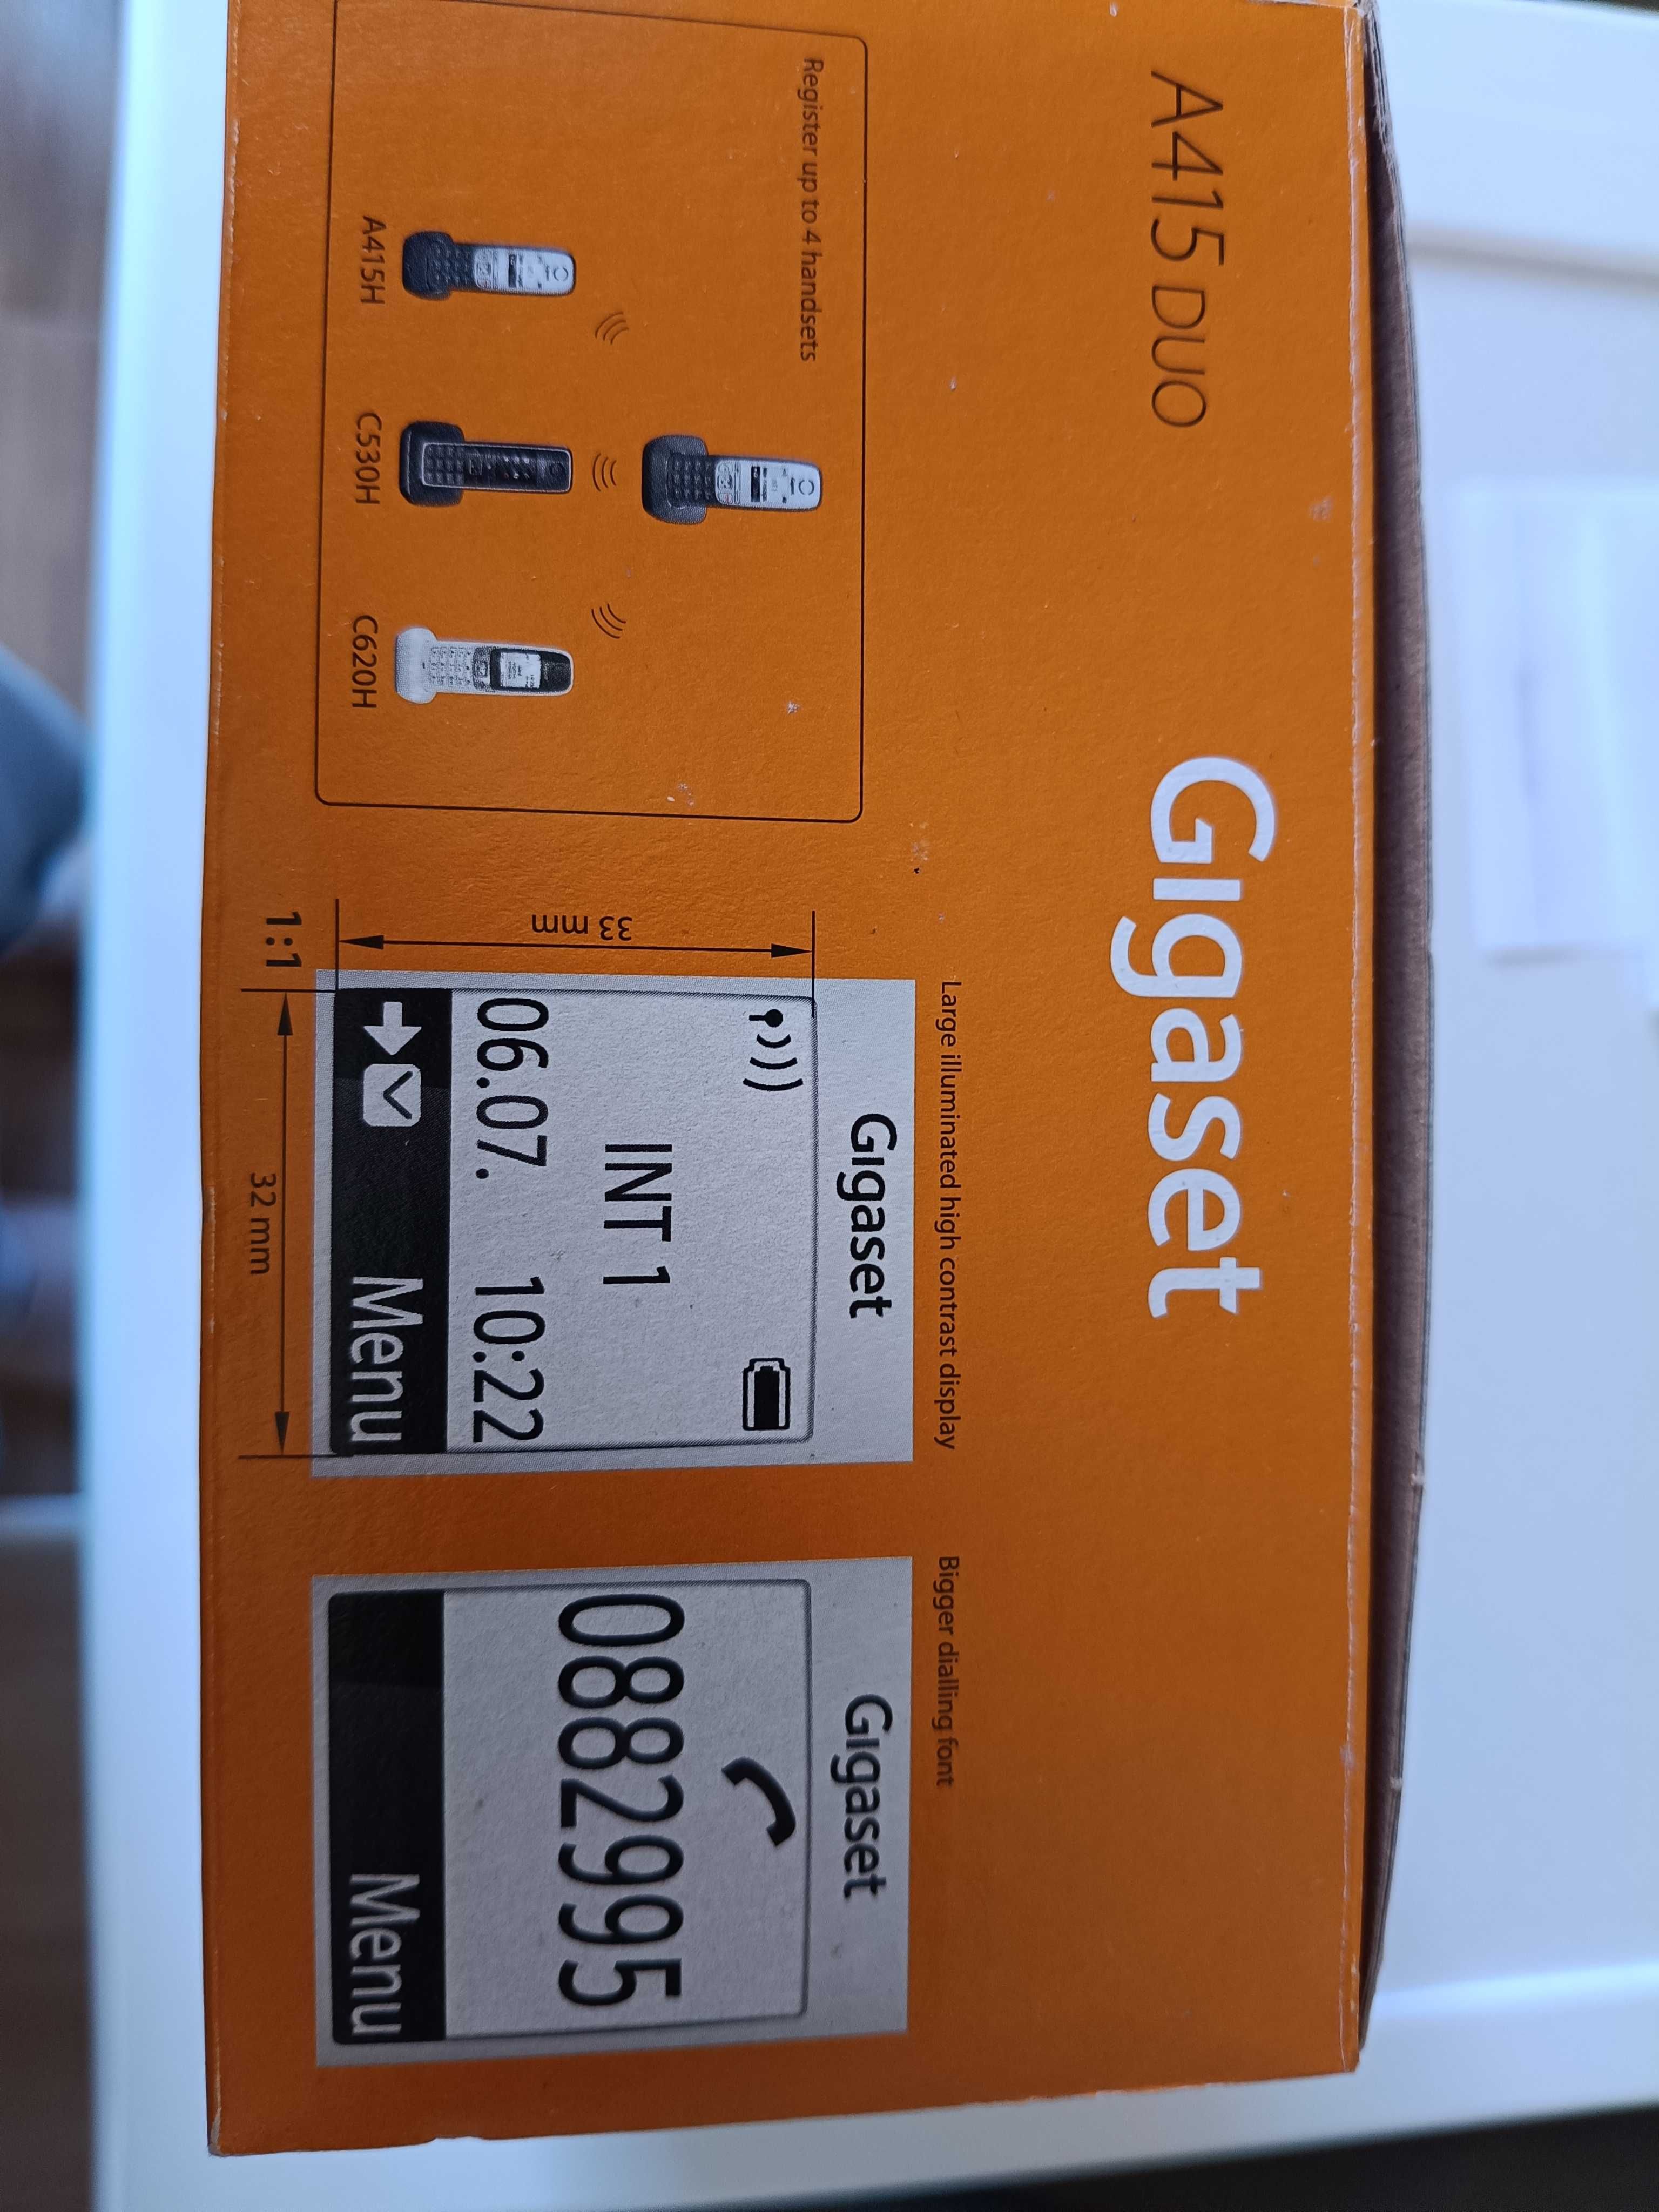 A415 DUO
Gigaset
Register up to 4 handsets
A415H
C530H
C620H
Large illuminated high contrast display
Gigaset
INT 1
06.07. 10:22
Menu
33 mm
1:1
32 mm
Bigger dialling font
Gigaset
0882995
Menu